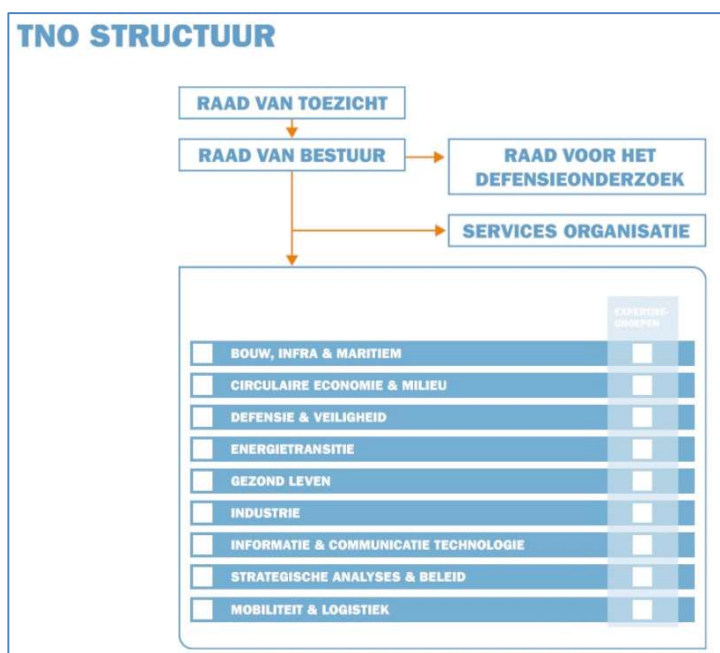 TNO STRUCTUUR
RAAD VAN TOEZICHT
RAAD VAN BESTUUR
RAAD VOOR HET
DEFENSIEONDERZOEK
SERVICES ORGANISATIE
EXPERTISE-
GROEPEN
BOUW, INFRA & MARITIEM
CIRCULAIRE ECONOMIE & MILIEU
DEFENSIE & VEILIGHEID
ENERGIETRANSITIE
GEZOND LEVEN
INDUSTRIE
INFORMATIE & COMMUNICATIE TECHNOLOGIE
STRATEGISCHE ANALYSES & BELEID
MOBILITEIT & LOGISTIEK